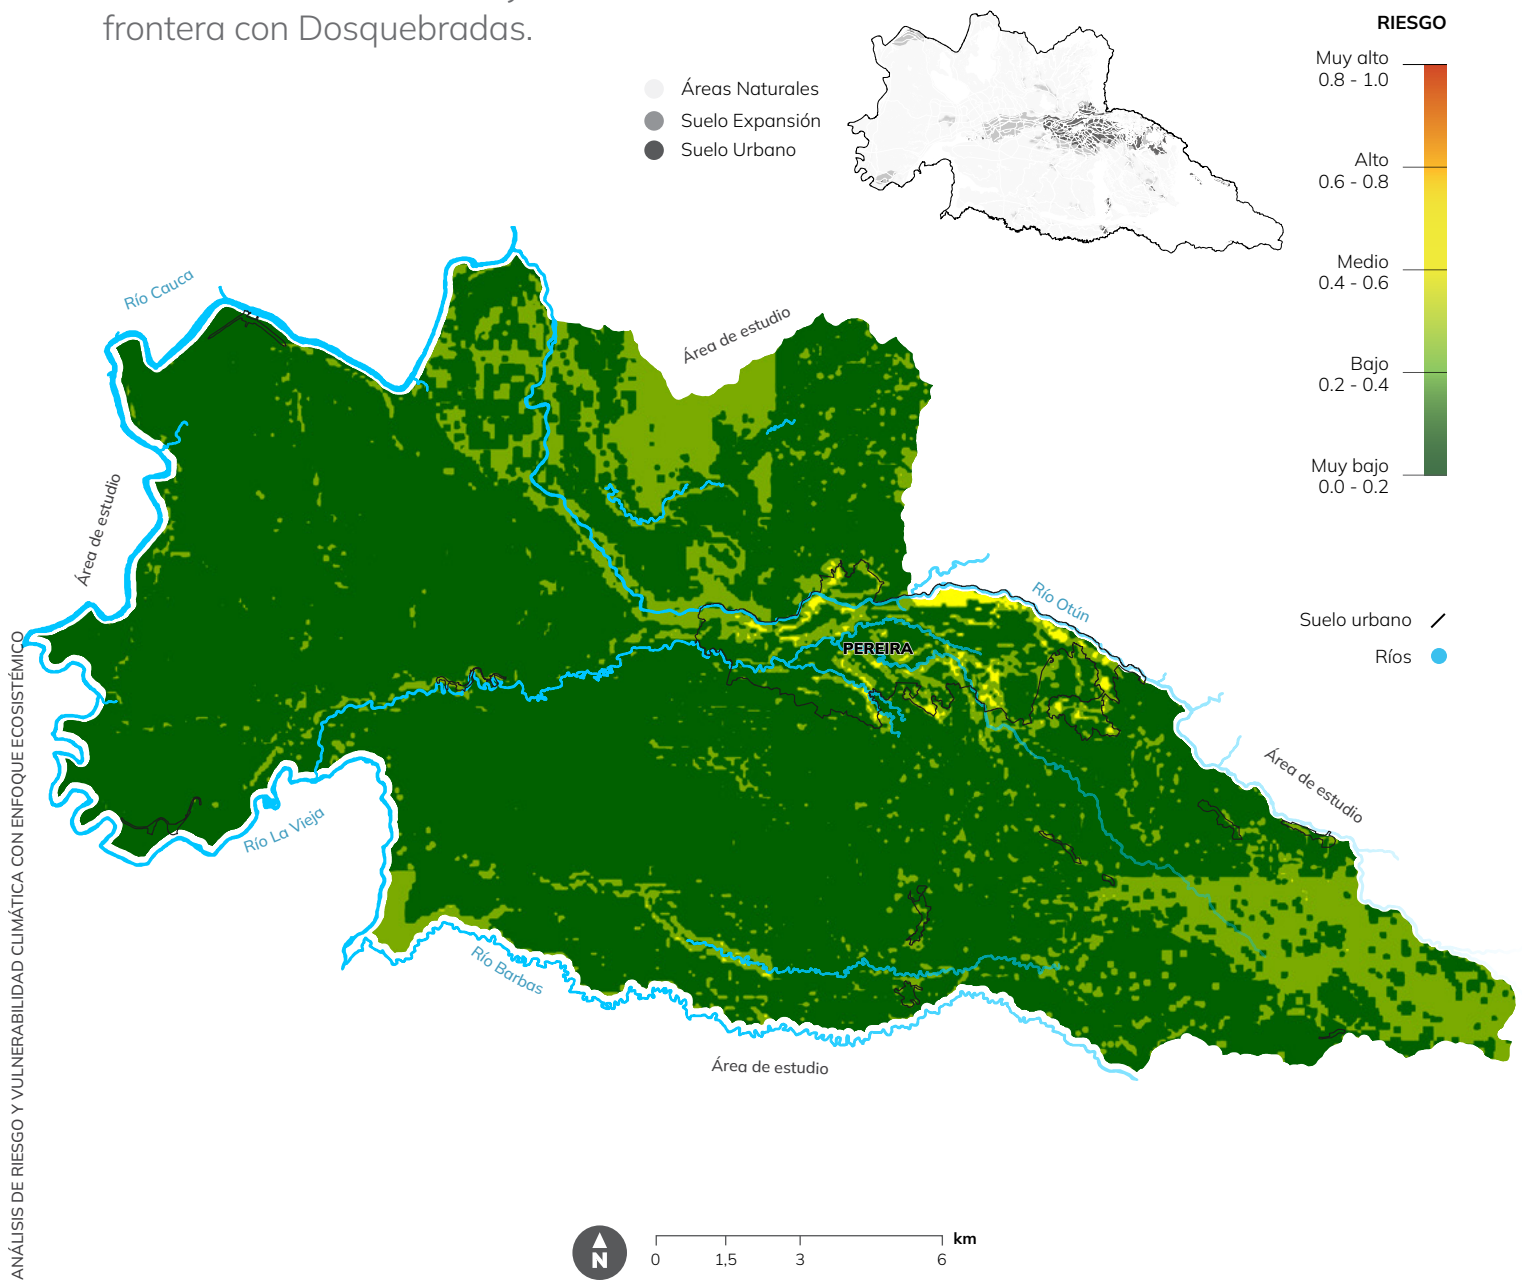 frontera con Dosquebradas.
Áreas Naturales
Suelo Expansión
Suelo Urbano
RIESGO
Muy alto
0.8 - 1.0
Alto
0.6 - 0.8
Medio
0.4 - 0.6
Bajo
0.2 - 0.4
Muy bajo
0.0 - 0.2
Río Cauca
Área de estudio
Área de estudio
Río Otún
Suelo urbano
Ríos
PEREIRA
Área de estudio
Río La Vieja
Río Barbas
Área de estudio
ANÁLISIS DE RIESGO Y VULNERABILIDAD CLIMÁTICA CON ENFOQUE ECOSISTÉMICO
N
km
0 1,5 3 6